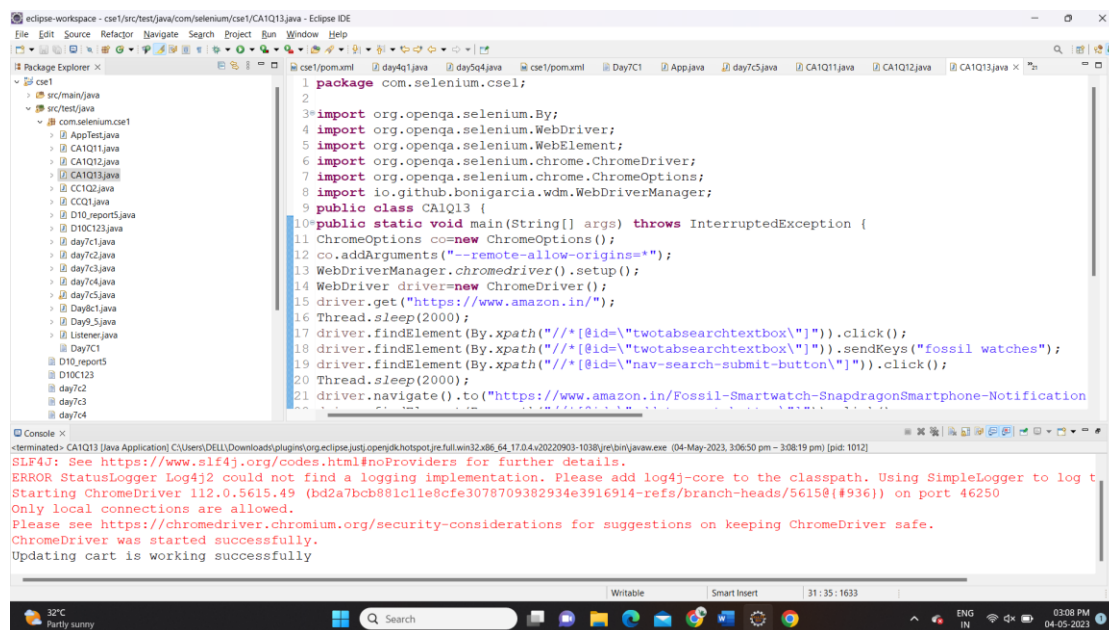 eclipse-workspace - cse1/src/test/java/com/selenium/cse1/CA1Q13.java - Eclipse IDE
File Edit Source Refactor Navigate Search Project Run Window Help
Package Explorer
cse1/pom.xml day4q1.java day5q4.java cse1/pom.xml Day7C1 App.java day7c5.java CA1Q11.java CA1Q12.java CA1Q13.java
cse1
src/main/java
src/test/java
com.selenium.cse1
AppTest.java
CA1Q11.java
CA1Q12.java
CA1Q13.java
CC1Q2.java
CCQ1.java
D10_report5.java
D10C123.java
day7c1.java
day7c2.java
day7c3.java
day7c4.java
day7c5.java
Day8c1.java
Day9_5.java
Listener.java
Day7C1
D10_report5
D10C123
day7c2
day7c3
day7c4
1 package com.selenium.cse1;
2
3 import org.openqa.selenium.By;
4 import org.openqa.selenium.WebDriver;
5 import org.openqa.selenium.WebElement;
6 import org.openqa.selenium.chrome.ChromeDriver;
7 import org.openqa.selenium.chrome.ChromeOptions;
8 import io.github.bonigarcia.wdm.WebDriverManager;
9 public class CA1Q13 {
10 public static void main(String[] args) throws InterruptedException {
11 ChromeOptions co=new ChromeOptions();
12 co.addArguments("--remote-allow-origins=*");
13 WebDriverManager.chromedriver().setup();
14 WebDriver driver=new ChromeDriver();
15 driver.get("https://www.amazon.in/");
16 Thread.sleep(2000);
17 driver.findElement(By.xpath("//*[@id=\"twotabsearchtextbox\"]")).click();
18 driver.findElement(By.xpath("//*[@id=\"twotabsearchtextbox\"]")).sendKeys("fossil watches");
19 driver.findElement(By.xpath("//*[@id=\"nav-search-submit-button\"]")).click();
20 Thread.sleep(2000);
21 driver.navigate().to("https://www.amazon.in/Fossil-Smartwatch-SnapdragonSmartphone-Notification
Console
<terminated> CA1Q13 [Java Application] C:\Users\DELL\Downloads\plugins\org.eclipse.justj.openjdk.hotspot.jre.full.win32.x86_64_17.0.4.v20220903-1038\jre\bin\javaw.exe (04-May-2023, 3:06:50 pm – 3:08:19 pm) [pid: 1012]
SLF4J: See https://www.slf4j.org/codes.html#noProviders for further details.
ERROR StatusLogger Log4j2 could not find a logging implementation. Please add log4j-core to the classpath. Using SimpleLogger to log t
Starting ChromeDriver 112.0.5615.49 (bd2a7bcb881c11e8cfe3078709382934e3916914-refs/branch-heads/5615@{#936}) on port 46250
Only local connections are allowed.
Please see https://chromedriver.chromium.org/security-considerations for suggestions on keeping ChromeDriver safe.
ChromeDriver was started successfully.
Updating cart is working successfully
Writable Smart Insert 31 : 35 : 1633
32°C
Partly sunny
Search
ENG
IN
03:08 PM
04-05-2023